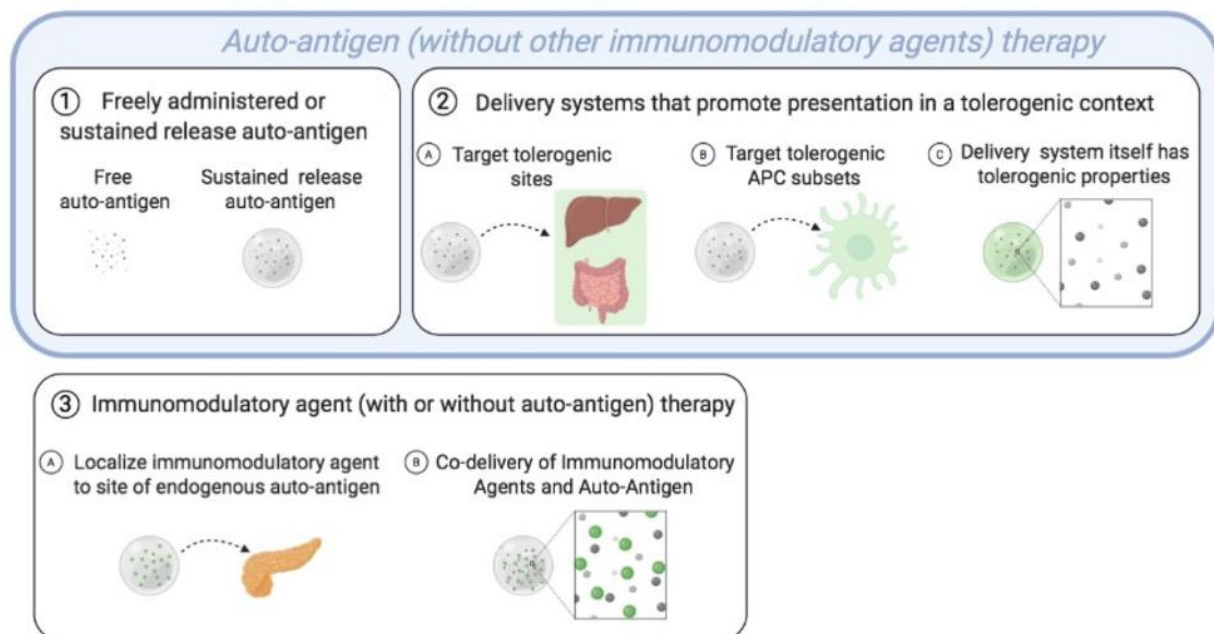 Auto-antigen (without other immunomodulatory agents) therapy
① Freely administered or
sustained release auto-antigen
Free
auto-antigen
Sustained release
auto-antigen
② Delivery systems that promote presentation in a tolerogenic context
Ⓐ Target tolerogenic
sites
Ⓑ Target tolerogenic
APC subsets
Ⓒ Delivery system itself has
tolerogenic properties
③ Immunomodulatory agent (with or without auto-antigen) therapy
Ⓐ Localize immunomodulatory agent
to site of endogenous auto-antigen
Ⓑ Co-delivery of Immunomodulatory
Agents and Auto-Antigen